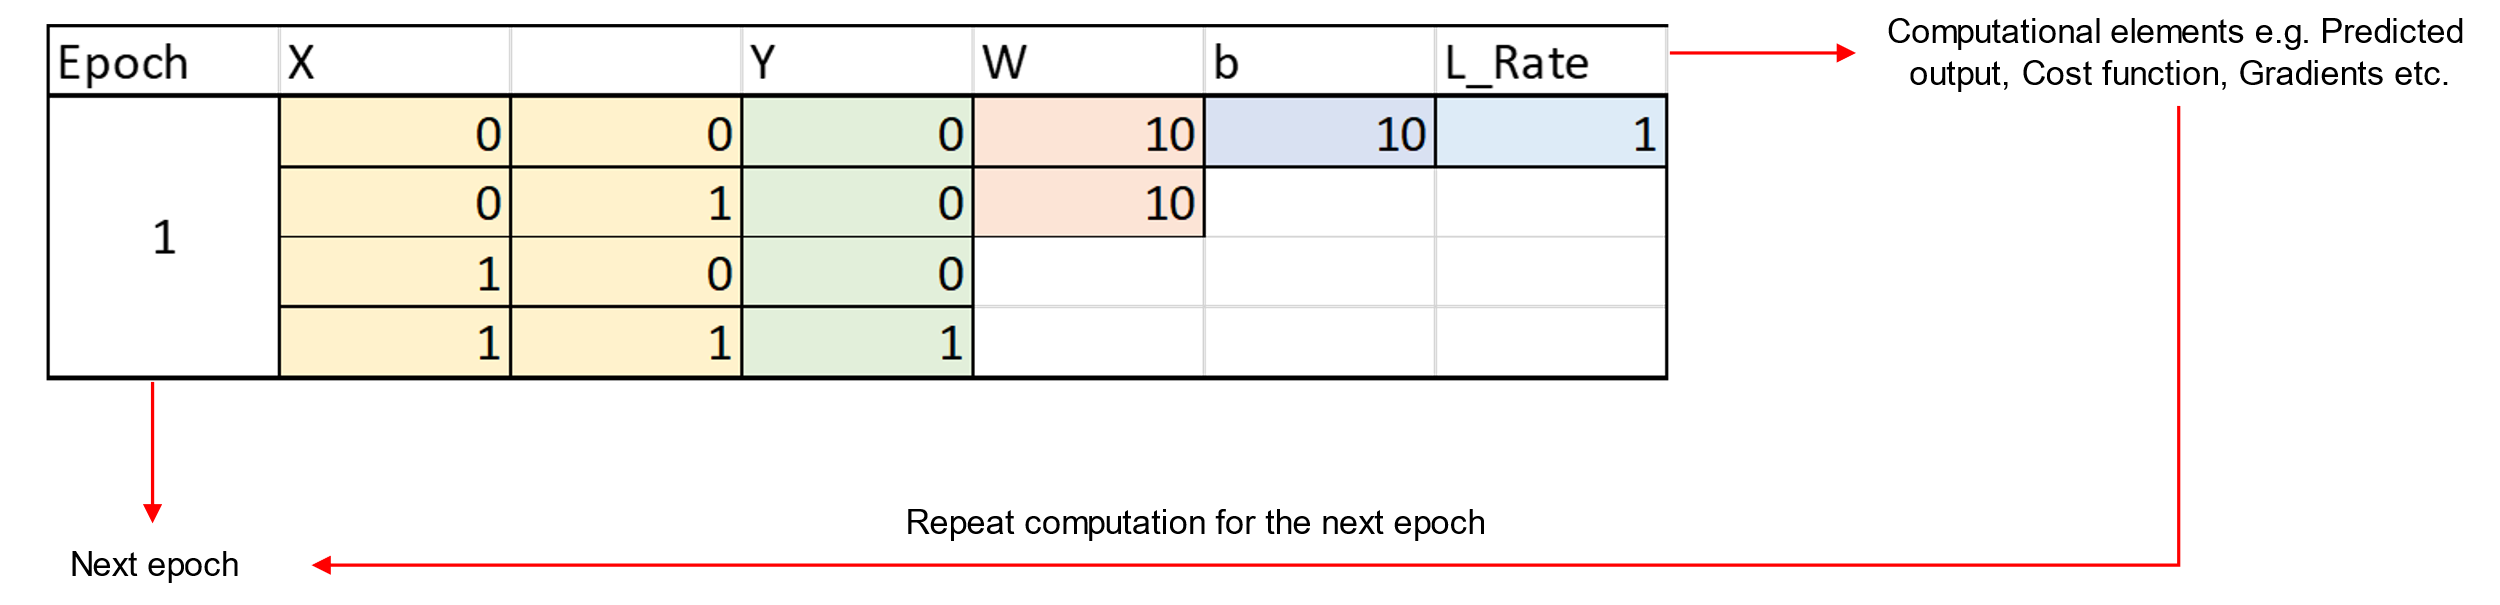 Epoch X Y W b L_Rate
1
0 0 0 10 10 1
0 1 0 10
1 0 0
1 1 1
Computational elements e.g. Predicted
output, Cost function, Gradients etc.
Repeat computation for the next epoch
Next epoch